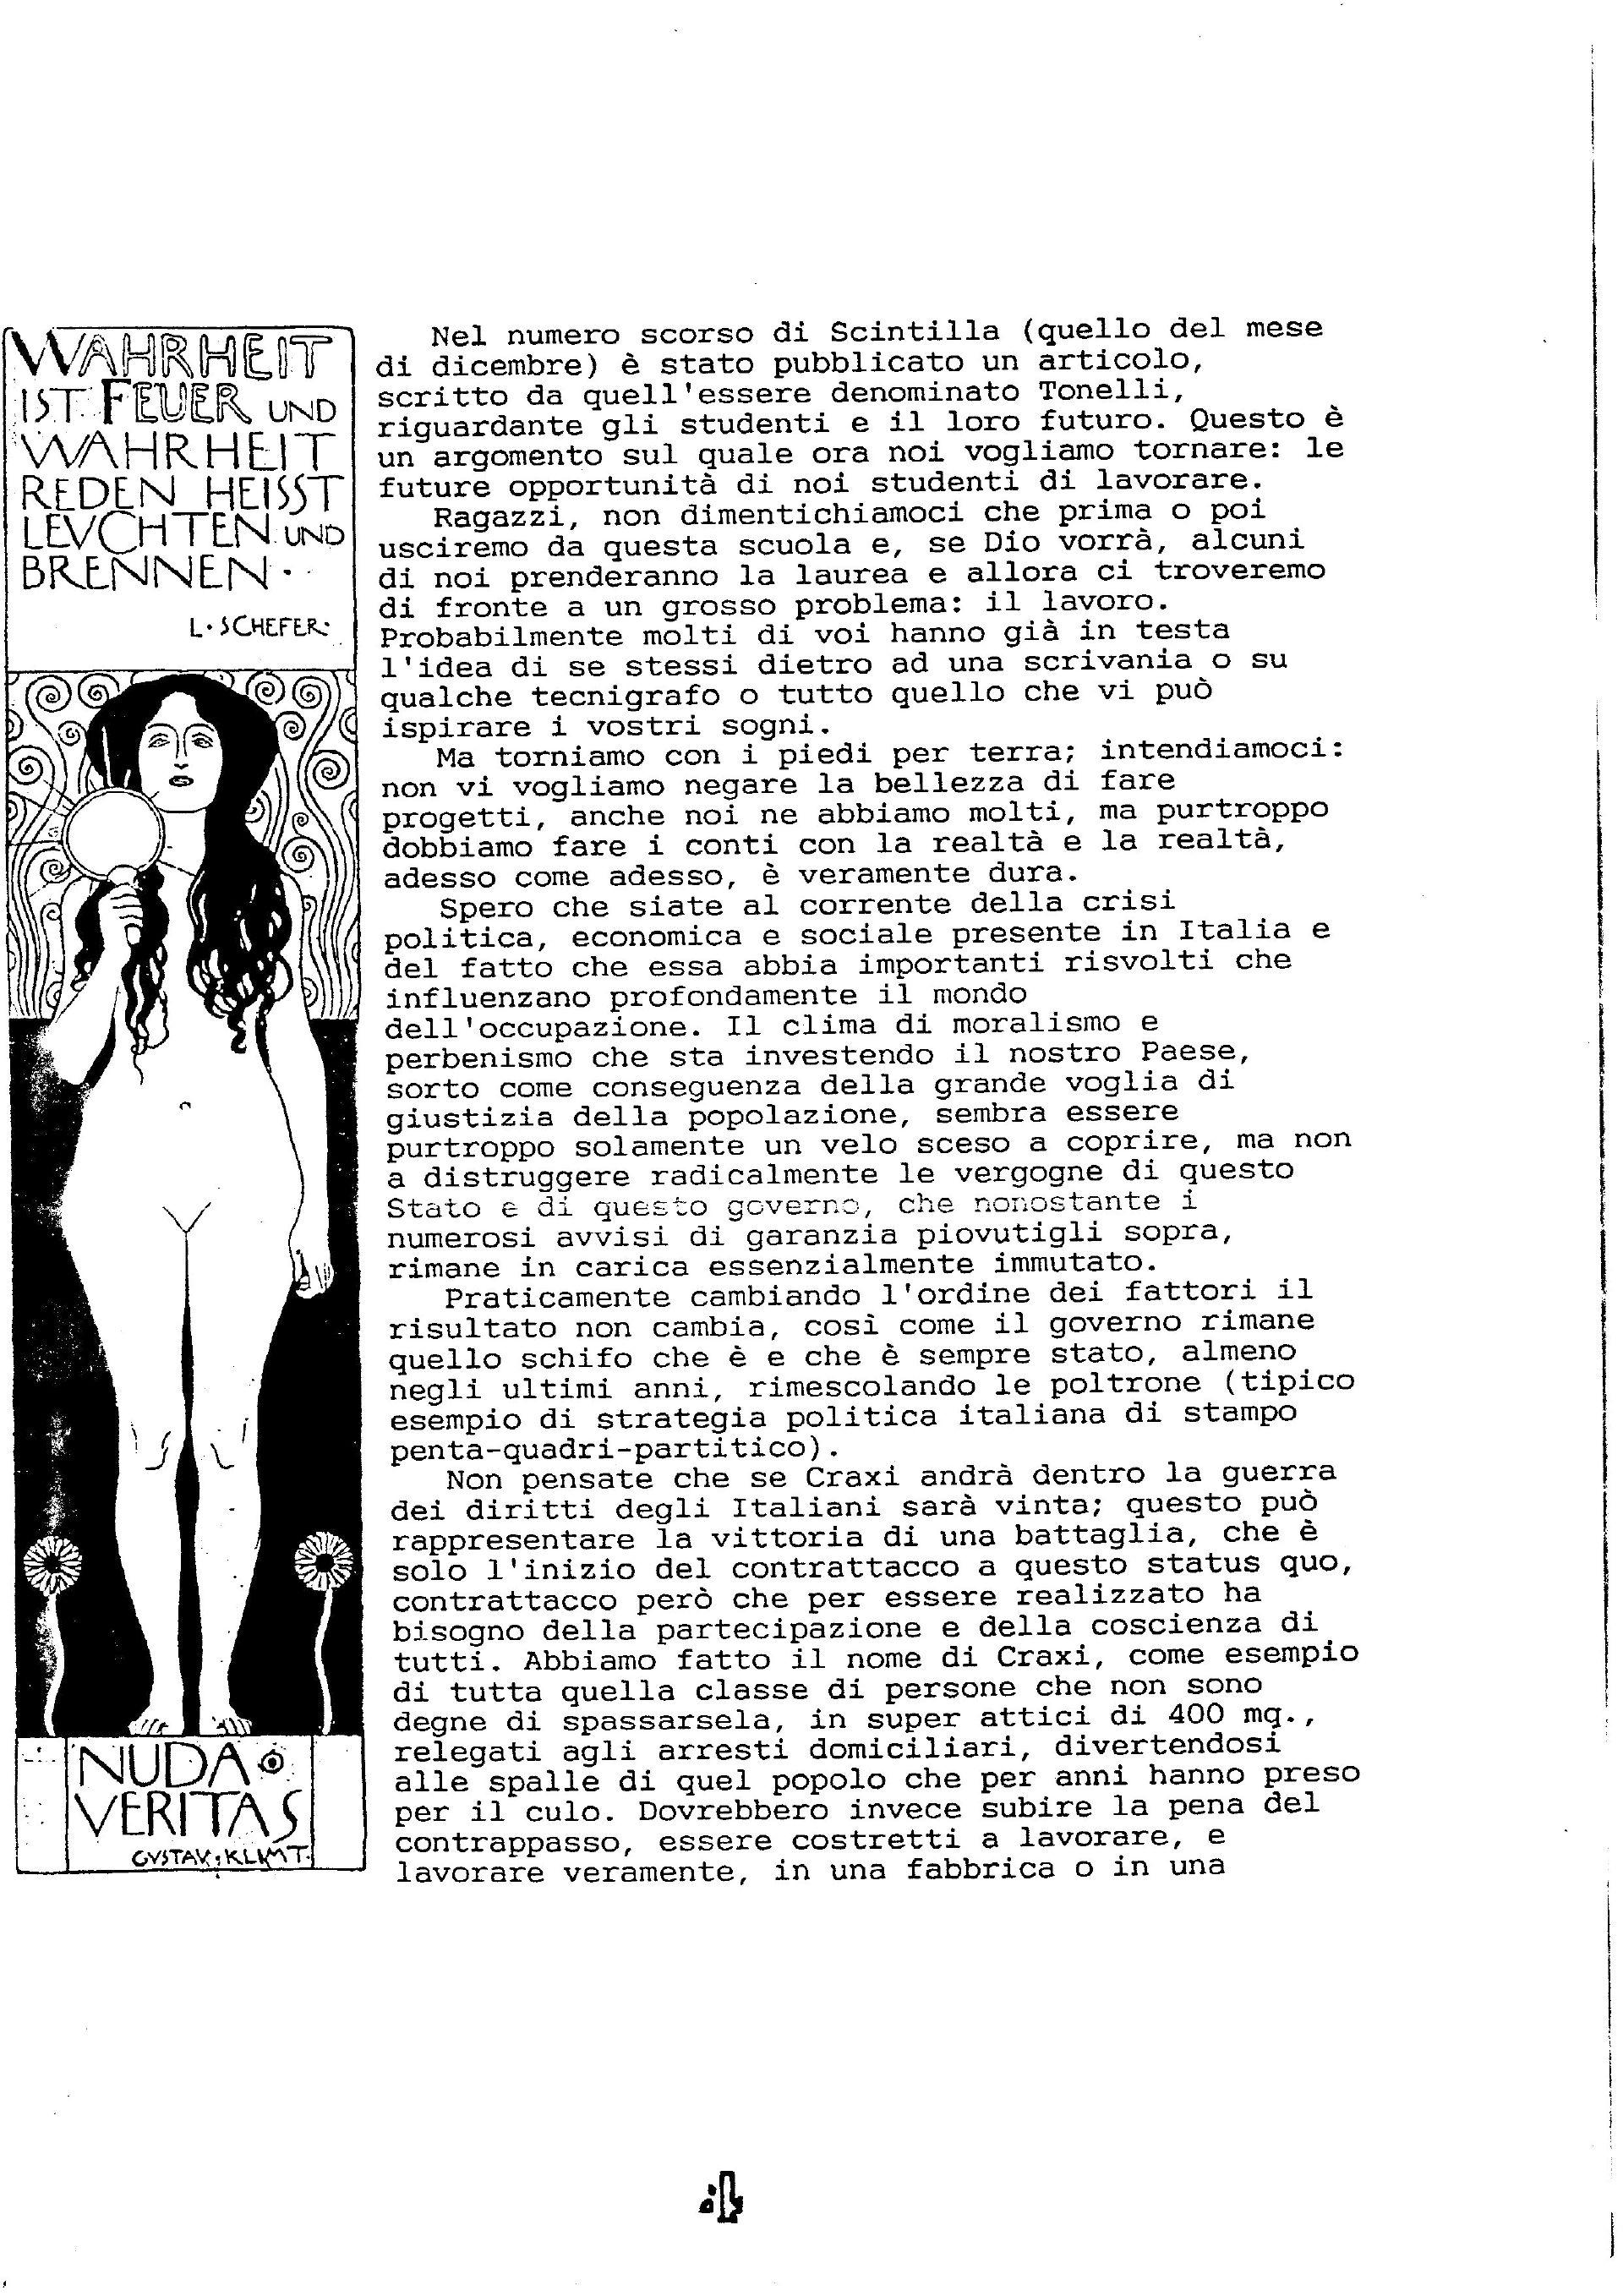 WAHRHEIT
IST FEUER UND
WAHRHEIT
REDEN HEISST
LEVCHTEN UND
BRENNEN ·
L · SCHEFER ·
NUDA
VERITAS
GVSTAV · KLIMT ·
Nel numero scorso di Scintilla (quello del mese
di dicembre) è stato pubblicato un articolo,
scritto da quell'essere denominato Tonelli,
riguardante gli studenti e il loro futuro. Questo è
un argomento sul quale ora noi vogliamo tornare: le
future opportunità di noi studenti di lavorare.
Ragazzi, non dimentichiamoci che prima o poi
usciremo da questa scuola e, se Dio vorrà, alcuni
di noi prenderanno la laurea e allora ci troveremo
di fronte a un grosso problema: il lavoro.
Probabilmente molti di voi hanno già in testa
l'idea di se stessi dietro ad una scrivania o su
qualche tecnigrafo o tutto quello che vi può
ispirare i vostri sogni.
Ma torniamo con i piedi per terra; intendiamoci:
non vi vogliamo negare la bellezza di fare
progetti, anche noi ne abbiamo molti, ma purtroppo
dobbiamo fare i conti con la realtà e la realtà,
adesso come adesso, è veramente dura.
Spero che siate al corrente della crisi
politica, economica e sociale presente in Italia e
del fatto che essa abbia importanti risvolti che
influenzano profondamente il mondo
dell'occupazione. Il clima di moralismo e
perbenismo che sta investendo il nostro Paese,
sorto come conseguenza della grande voglia di
giustizia della popolazione, sembra essere
purtroppo solamente un velo sceso a coprire, ma non
a distruggere radicalmente le vergogne di questo
Stato e di questo governo, che nonostante i
numerosi avvisi di garanzia piovutigli sopra,
rimane in carica essenzialmente immutato.
Praticamente cambiando l'ordine dei fattori il
risultato non cambia, così come il governo rimane
quello schifo che è e che è sempre stato, almeno
negli ultimi anni, rimescolando le poltrone (tipico
esempio di strategia politica italiana di stampo
penta-quadri-partitico).
Non pensate che se Craxi andrà dentro la guerra
dei diritti degli Italiani sarà vinta; questo può
rappresentare la vittoria di una battaglia, che è
solo l'inizio del contrattacco a questo status quo,
contrattacco però che per essere realizzato ha
bisogno della partecipazione e della coscienza di
tutti. Abbiamo fatto il nome di Craxi, come esempio
di tutta quella classe di persone che non sono
degne di spassarsela, in super attici di 400 mq.,
relegati agli arresti domiciliari, divertendosi
alle spalle di quel popolo che per anni hanno preso
per il culo. Dovrebbero invece subire la pena del
contrappasso, essere costretti a lavorare, e
lavorare veramente, in una fabbrica o in una